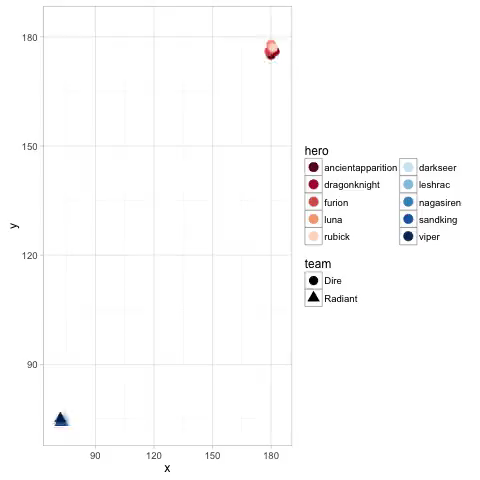 180
150
120
90
y
90 120 150 180
x
hero
ancientapparition darkseer
dragonknight leshrac
furion nagasiren
luna sandking
rubick viper
team
Dire
Radiant